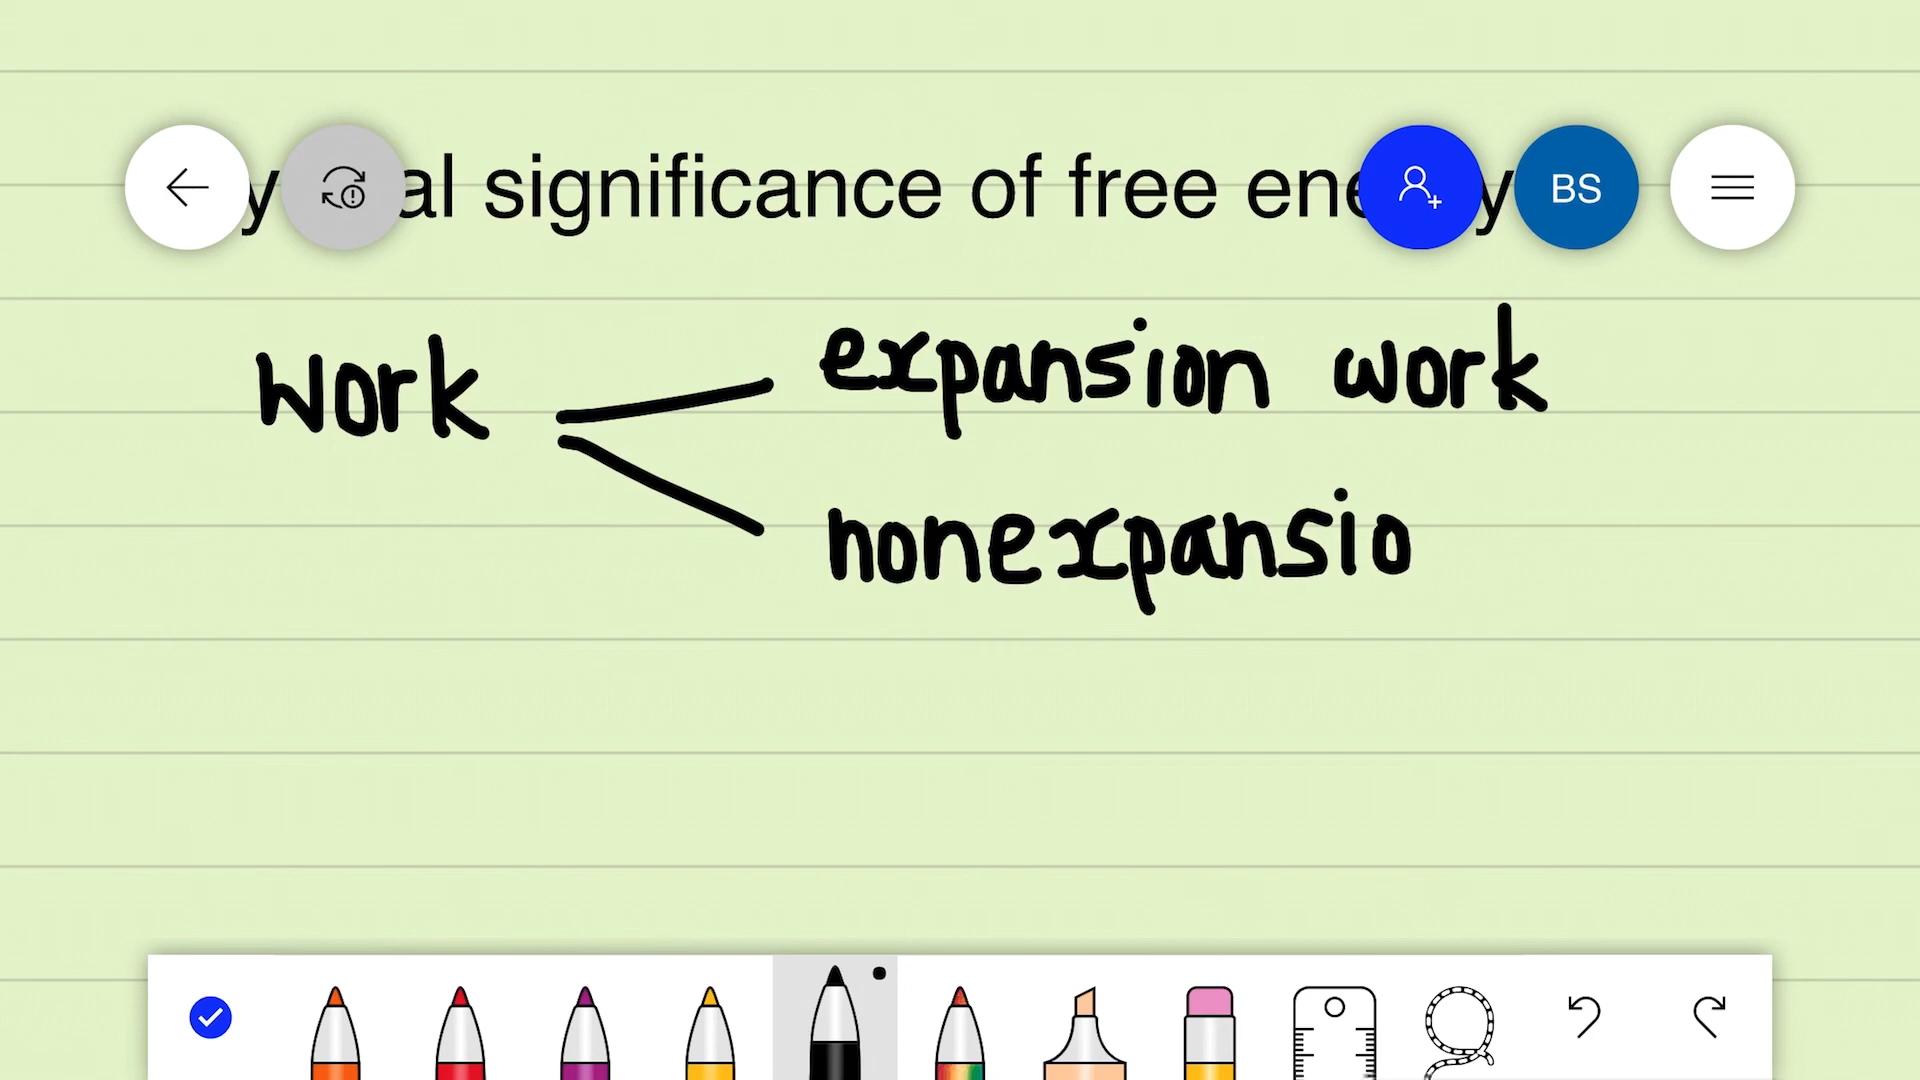 al significance of free ene y
BS
Work
expansion work
nonexpansio